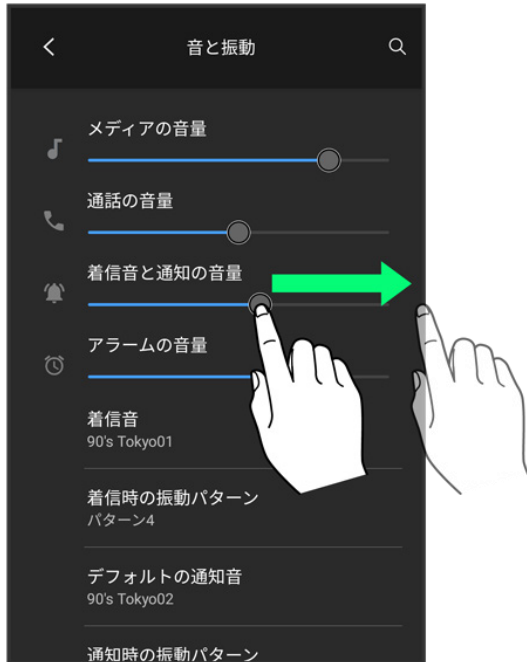 音と振動
メディアの音量
通話の音量
着信音と通知の音量
アラームの音量
着信音
90's Tokyo01
着信時の振動パターン
パターン4
デフォルトの通知音
90's Tokyo02
通知時の振動パターン